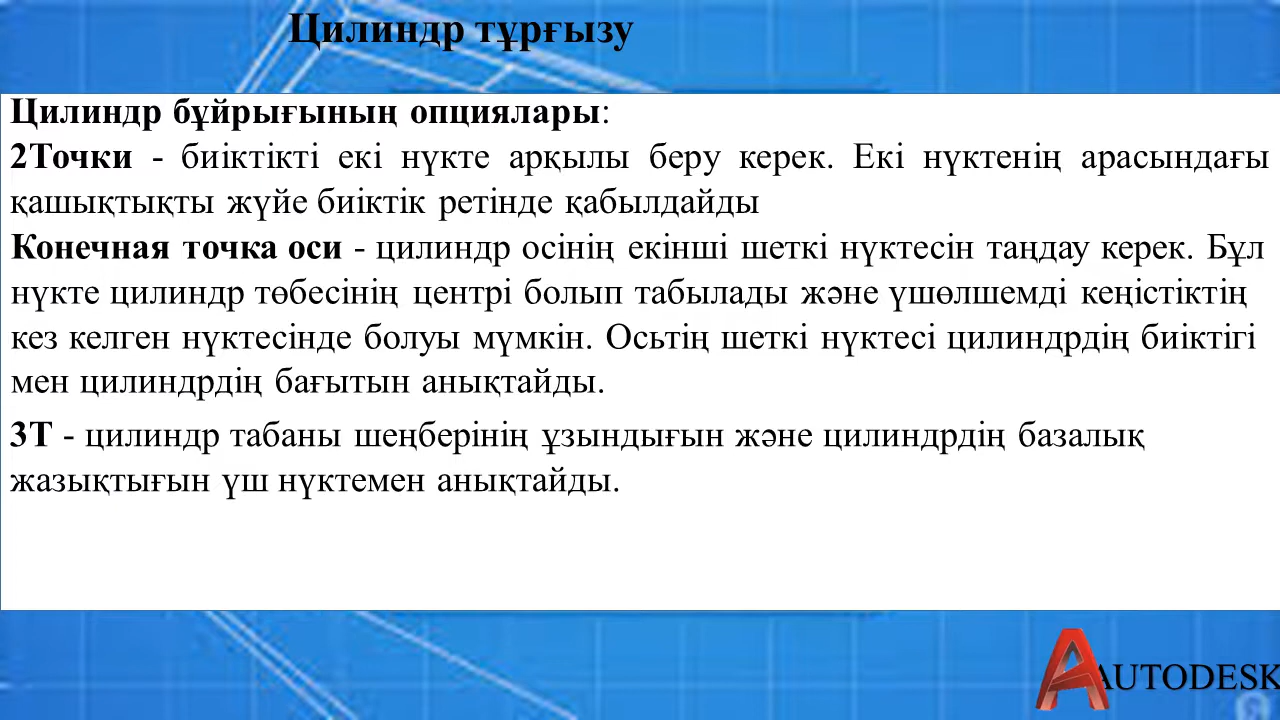 Цилиндр тұрғызу
Цилиндр бұйрығының опциялары:
2Точки - биіктікті екі нүкте арқылы беру керек. Екі нүктенің арасындағы
қашықтықты жүйе биіктік ретінде қабылдайды
Конечная точка оси - цилиндр осінің екінші шеткі нүктесін таңдау керек. Бұл
нүкте цилиндр төбесінің центрі болып табылады және үшөлшемді кеңістіктің
кез келген нүктесінде болуы мүмкін. Осьтің шеткі нүктесі цилиндрдің биіктігі
мен цилиндрдің бағытын анықтайды.
3Т - цилиндр табаны шеңберінің ұзындығын және цилиндрдің базалық
жазықтығын үш нүктемен анықтайды.
AUTODESK